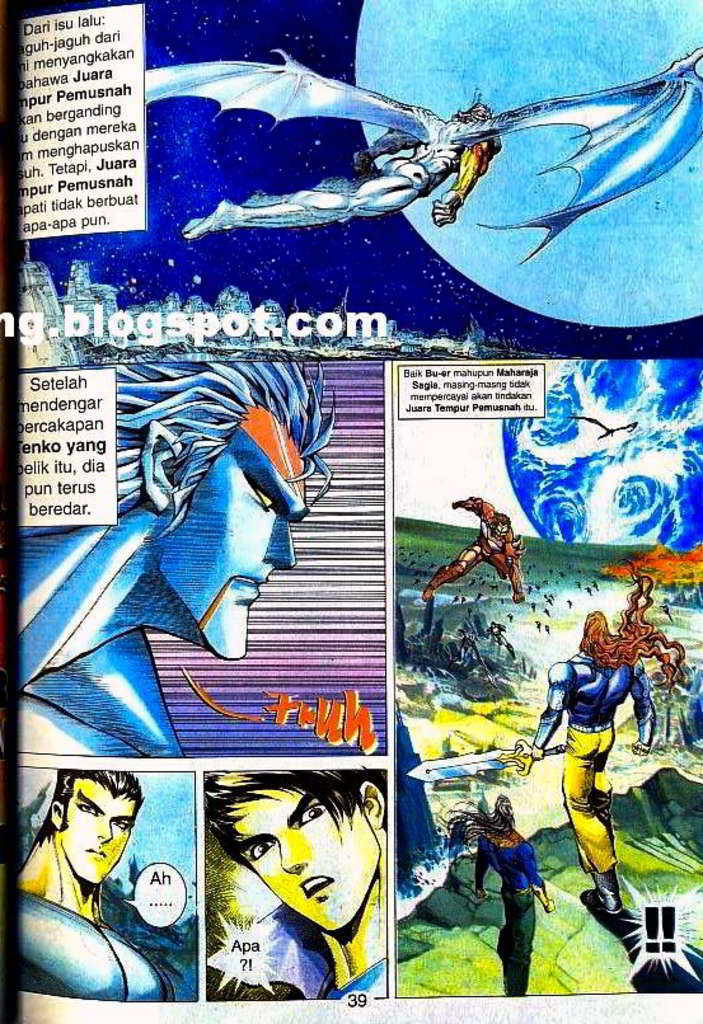 Dari isu lalu:
aguh-jaguh dari
ni menyangkakan
bahawa Juara
mpur Pemusnah
kan berganding
u dengan mereka
m menghapuskan
suh. Tetapi, Juara
mpur Pemusnah
apati tidak berbuat
apa-apa pun.
ng.blogspot.com
Setelah
mendengar
percakapan
Tenko yang
pelik itu, dia
pun terus
beredar.
Baik Bu-er mahupun Maharaja
Sagia, masing-masng tidak
mempercayai akan tindakan
Juara Tempur Pemusnah itu.
Ah
.....
Apa
?!
!!
39